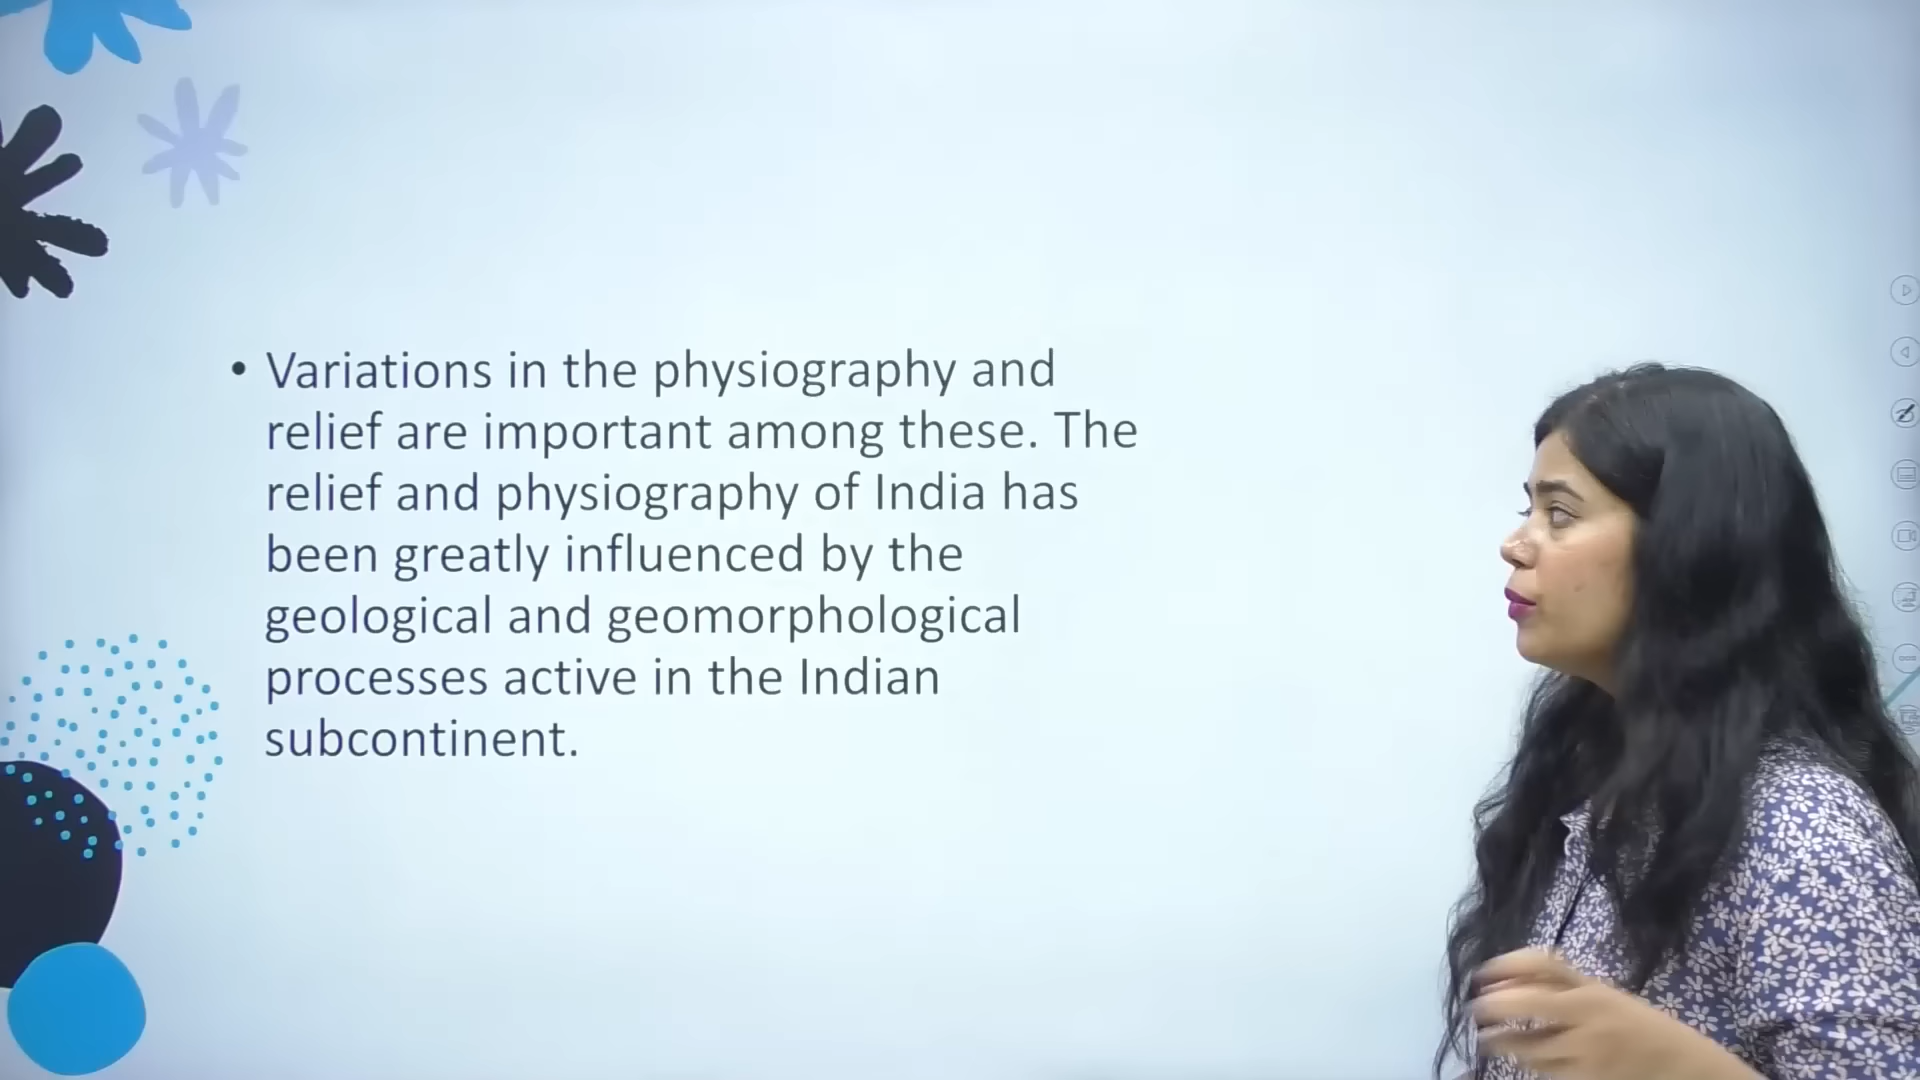 • Variations in the physiography and
relief are important among these. The
relief and physiography of India has
been greatly influenced by the
geological and geomorphological
processes active in the Indian
subcontinent.